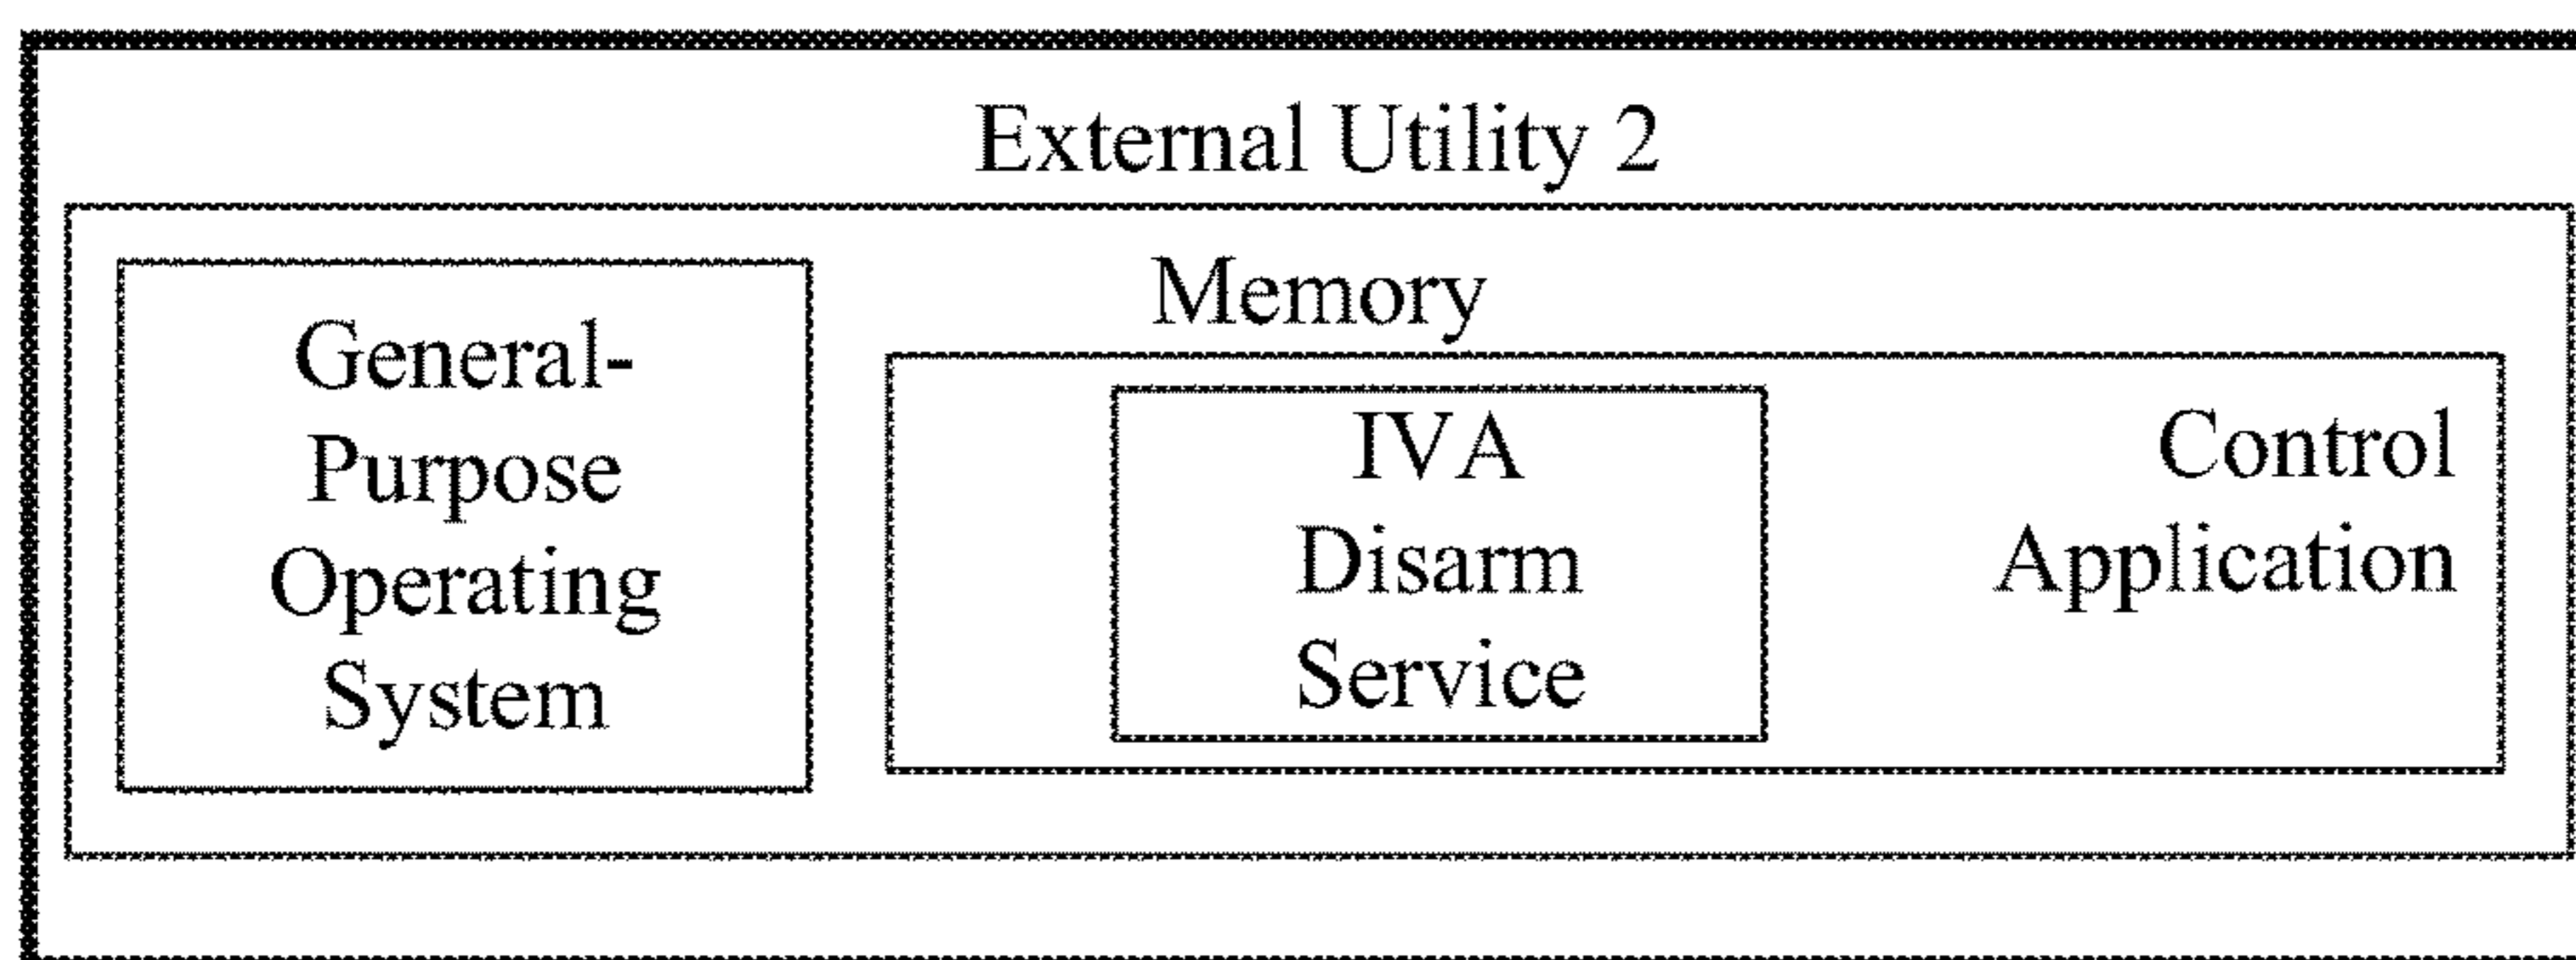 External Utility 2
Memory
General-
Purpose
Operating
System
IVA
Disarm
Service
Control
Application